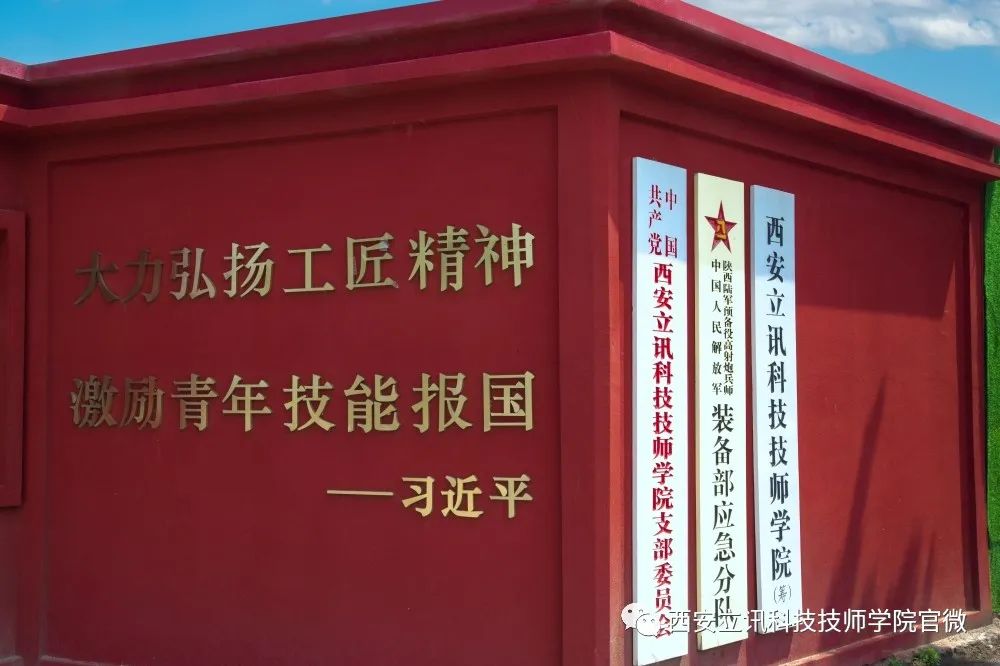 大力弘扬工匠精神
激励青年技能报国
——习近平
中国
共产党
西安立讯科技技师学院支部委员会
八一
中国人民解放军
陕西陆军预备役高射炮兵师
装备部应急分队
西安立讯科技技师学院(筹)
西安立讯科技技师学院官微